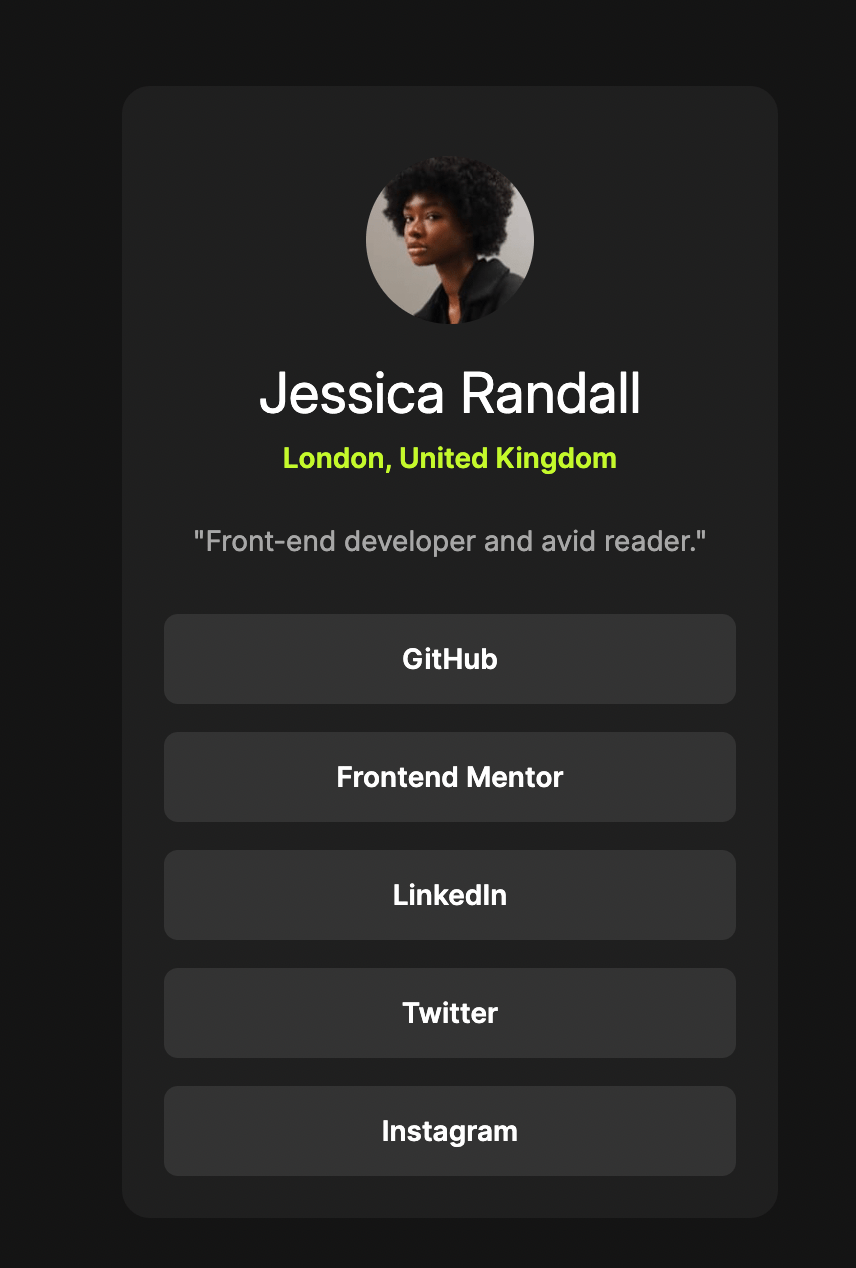 Jessica Randall
London, United Kingdom
"Front-end developer and avid reader."
GitHub
Frontend Mentor
LinkedIn
Twitter
Instagram